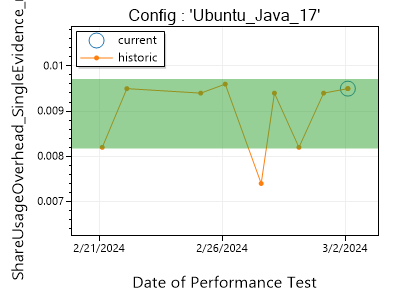 Config : 'Ubuntu_Java_17'
current
historic
0.01
0.009
0.008
0.007
2/21/2024
2/26/2024
3/2/2024
Date of Performance Test
ShareUsageOverhead_SingleEvidence_